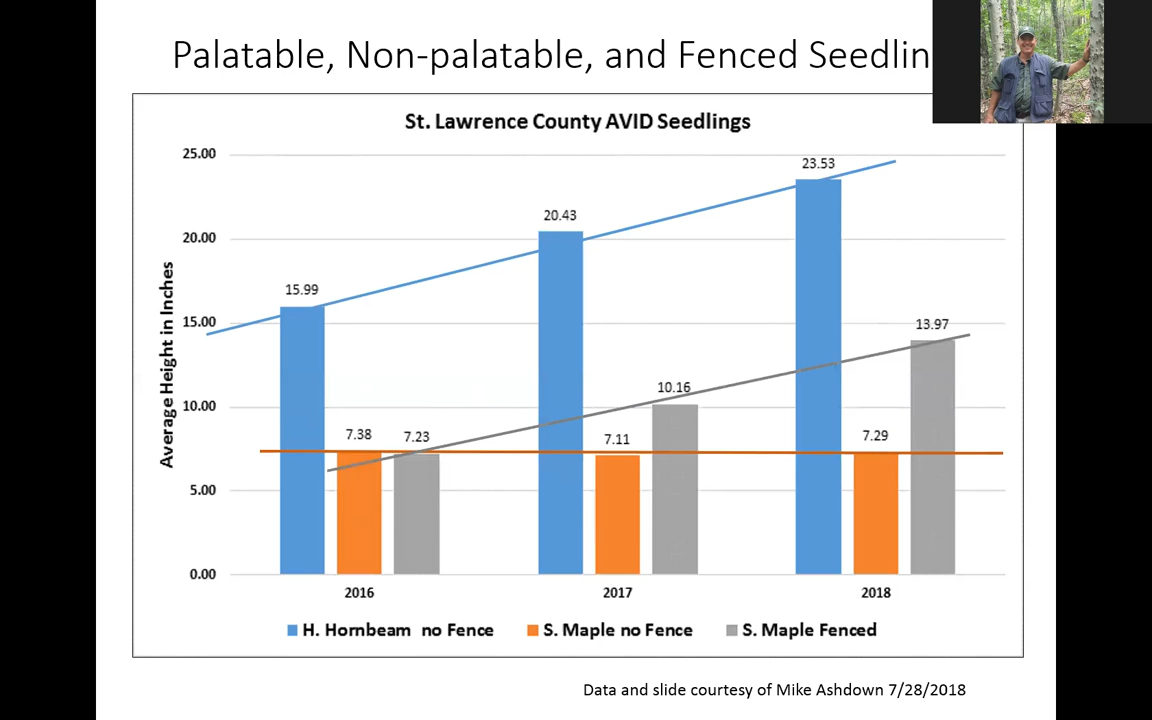 Palatable, Non-palatable, and Fenced Seedlin
St. Lawrence County AVID Seedlings
25.00
20.00
15.00
10.00
5.00
0.00
Average Height in Inches
15.99
7.38
7.23
20.43
7.11
10.16
23.53
7.29
13.97
2016
2017
2018
H. Hornbeam no Fence
S. Maple no Fence
S. Maple Fenced
Data and slide courtesy of Mike Ashdown 7/28/2018